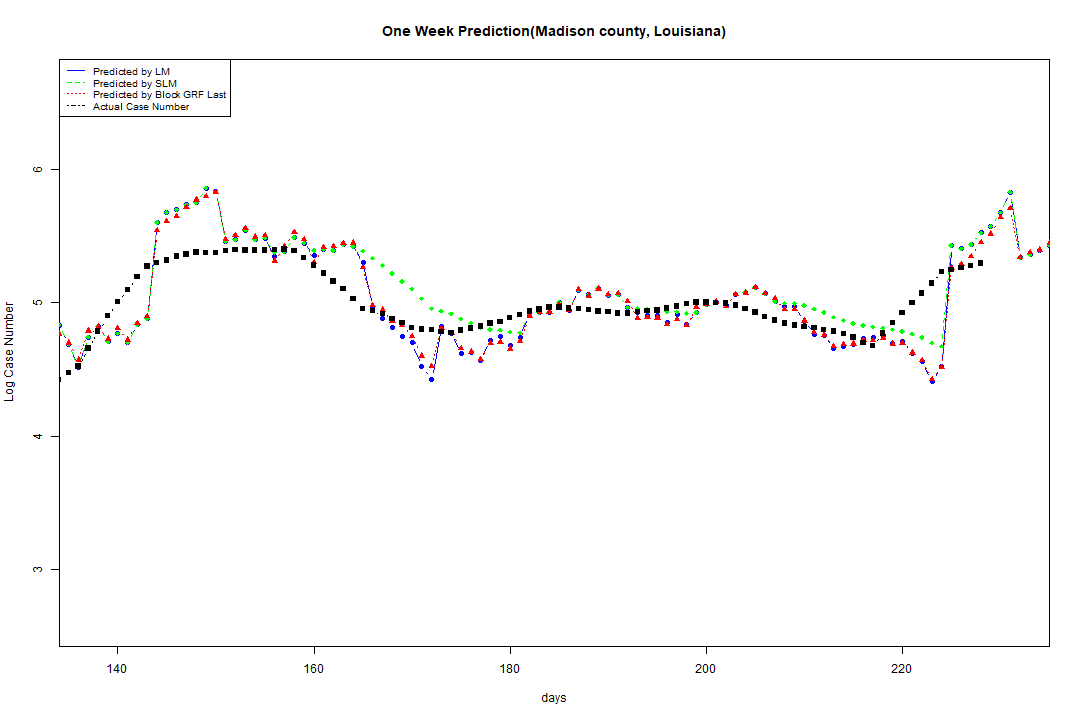 One Week Prediction(Madison county, Louisiana)
Predicted by LM
Predicted by SLM
Predicted by Block GRF Last
Actual Case Number
6
5
4
3
Log Case Number
140 160 180 200 220
days